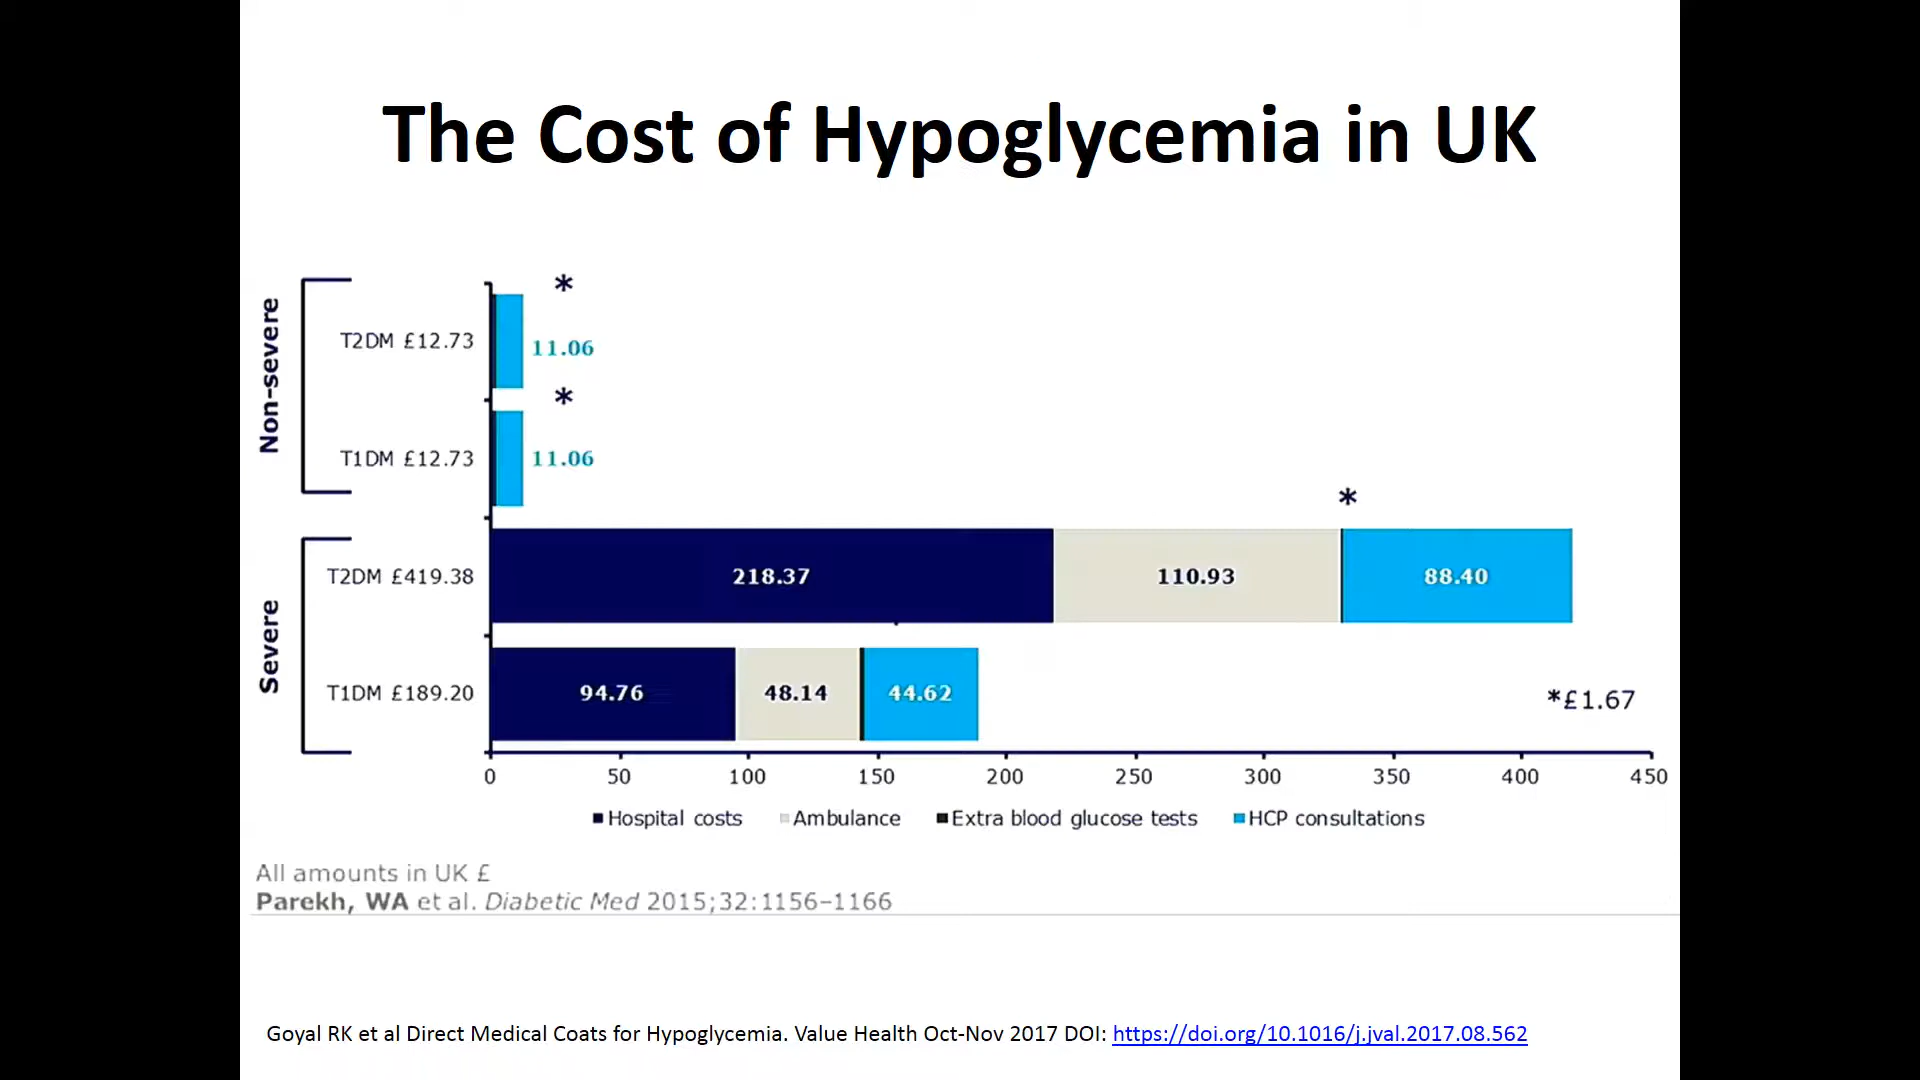 The Cost of Hypoglycemia in UK
Non-severe
*
T2DM £12.73
11.06
*
T1DM £12.73
11.06
Severe
*
T2DM £419.38
218.37
110.93
88.40
T1DM £189.20
94.76
48.14
44.62
*£1.67
0 50 100 150 200 250 300 350 400 450
Hospital costs Ambulance Extra blood glucose tests HCP consultations
All amounts in UK £
Parekh, WA et al. Diabetic Med 2015;32:1156–1166
Goyal RK et al Direct Medical Coats for Hypoglycemia. Value Health Oct-Nov 2017 DOI: https://doi.org/10.1016/j.jval.2017.08.562